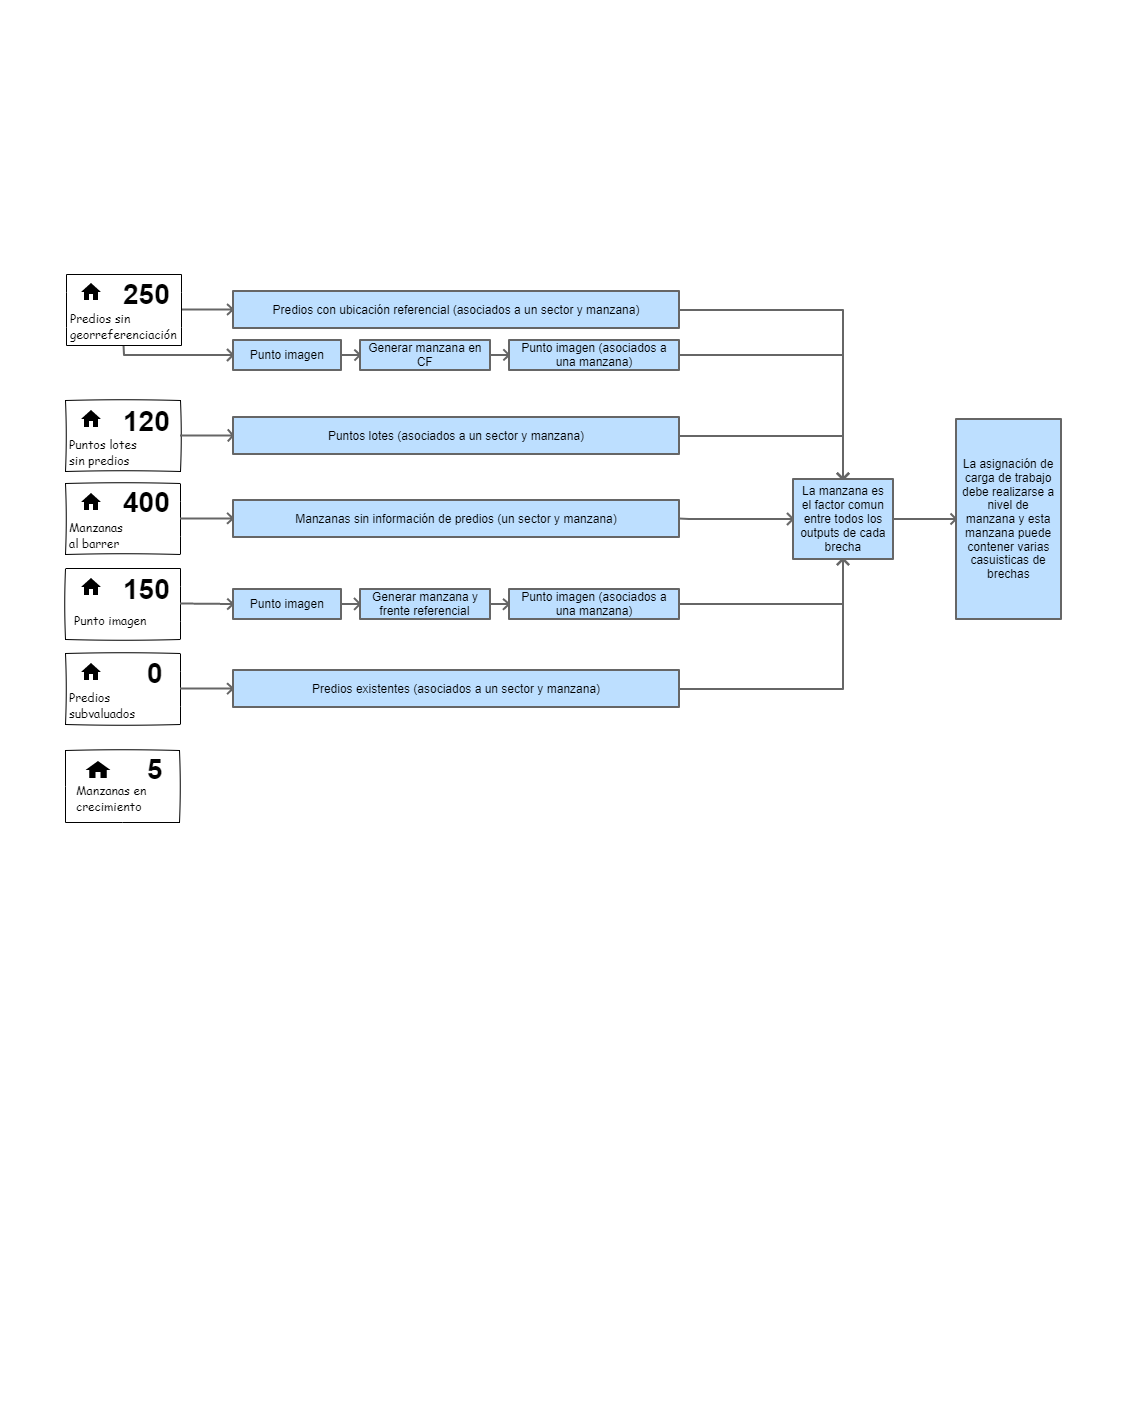 250
Predios sin
georreferenciación
Predios con ubicación referencial (asociados a un sector y manzana)
Punto imagen
Generar manzana en
CF
Punto imagen (asociados a
una manzana)
120
Puntos lotes
sin predios
Puntos lotes (asociados a un sector y manzana)
400
Manzanas
al barrer
Manzanas sin información de predios (un sector y manzana)
150
Punto imagen
Punto imagen
Generar manzana y
frente referencial
Punto imagen (asociados a
una manzana)
0
Predios
subvaluados
Predios existentes (asociados a un sector y manzana)
5
Manzanas en
crecimiento
La manzana es
el factor comun
entre todos los
outputs de cada
brecha
La asignación de
carga de trabajo
debe realizarse a
nivel de
manzana y esta
manzana puede
contener varias
casuisticas de
brechas